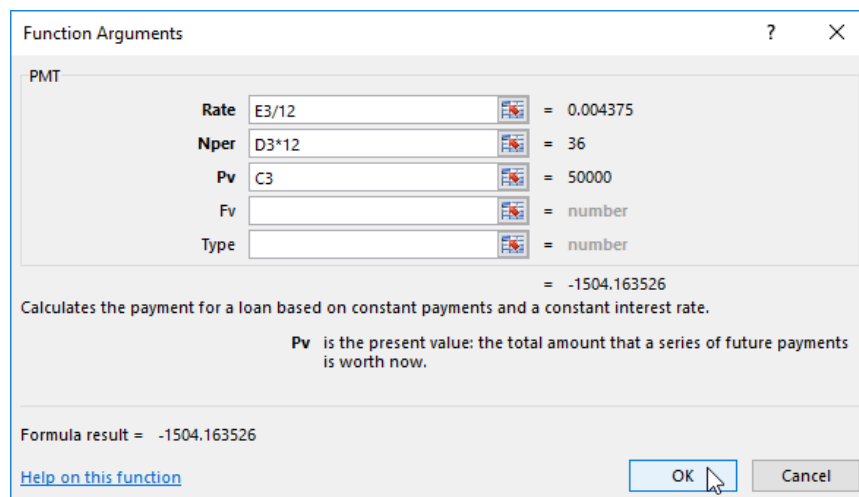 Function Arguments ? X
PMT
Rate E3/12 = 0.004375
Nper D3*12 = 36
Pv C3 = 50000
Fv = number
Type = number
= -1504.163526
Calculates the payment for a loan based on constant payments and a constant interest rate.
Pv is the present value: the total amount that a series of future payments
is worth now.
Formula result = -1504.163526
Help on this function OK Cancel